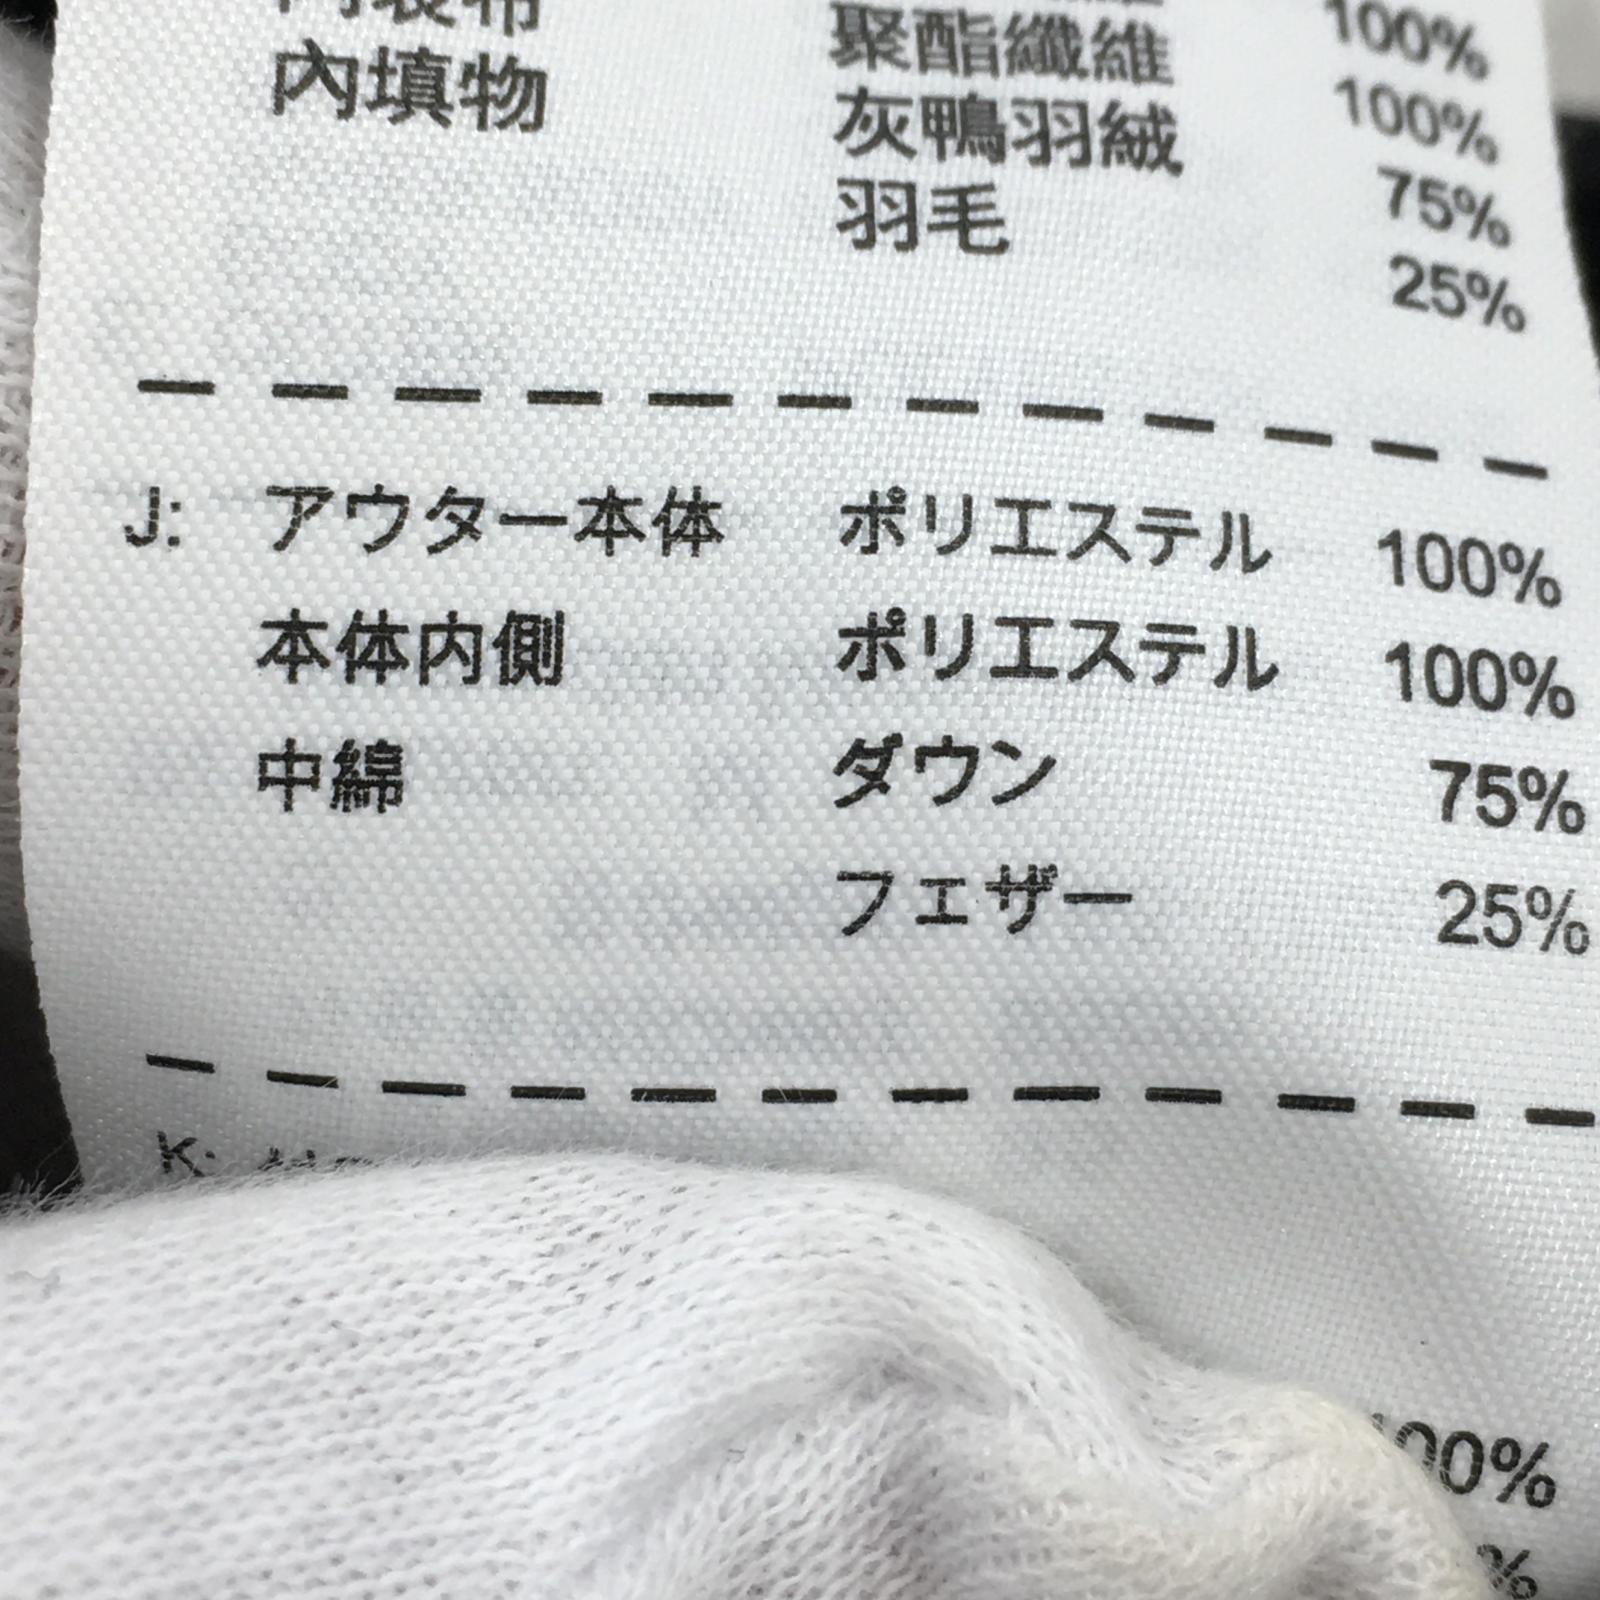 聚酯纖維 100%
灰鴨羽絨 100%
羽毛 75%
內填物 25%
J: アウター本体 ポリエステル 100%
本体内側 ポリエステル 100%
中綿 ダウン 75%
フェザー 25%
K:
00%
%